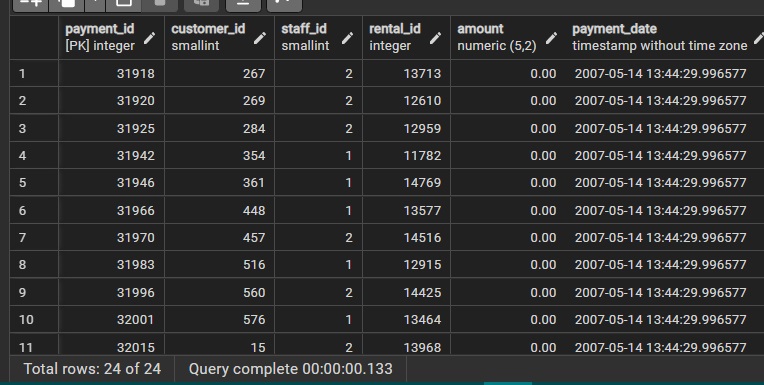 payment_id customer_id staff_id rental_id amount payment_date
[PK] integer smallint smallint integer numeric (5,2) timestamp without time zone
1 31918 267 2 13713 0.00 2007-05-14 13:44:29.996577
2 31920 269 2 12610 0.00 2007-05-14 13:44:29.996577
3 31925 284 2 12959 0.00 2007-05-14 13:44:29.996577
4 31942 354 1 11782 0.00 2007-05-14 13:44:29.996577
5 31946 361 1 14769 0.00 2007-05-14 13:44:29.996577
6 31966 448 1 13577 0.00 2007-05-14 13:44:29.996577
7 31970 457 2 14516 0.00 2007-05-14 13:44:29.996577
8 31983 516 1 12915 0.00 2007-05-14 13:44:29.996577
9 31996 560 2 14425 0.00 2007-05-14 13:44:29.996577
10 32001 576 1 13464 0.00 2007-05-14 13:44:29.996577
11 32015 15 2 13968 0.00 2007-05-14 13:44:29.996577
Total rows: 24 of 24 Query complete 00:00:00.133